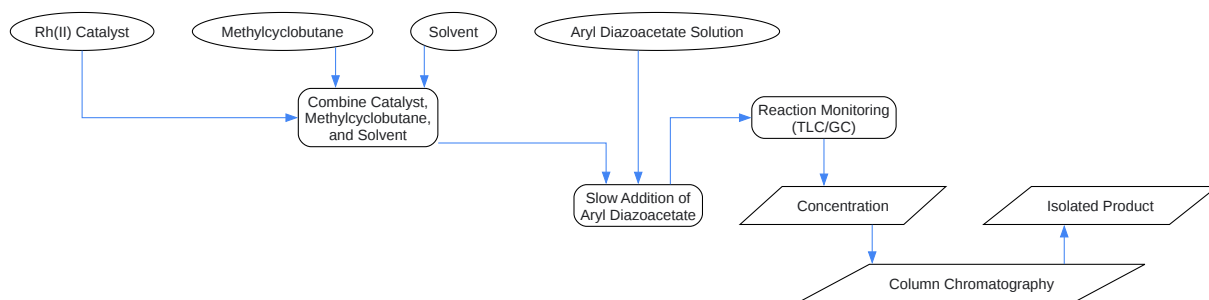 Rh(II) Catalyst
Methylcyclobutane
Solvent
Aryl Diazoacetate Solution
Combine Catalyst,
Methylcyclobutane,
and Solvent
Reaction Monitoring
(TLC/GC)
Slow Addition of
Aryl Diazoacetate
Concentration
Isolated Product
Column Chromatography